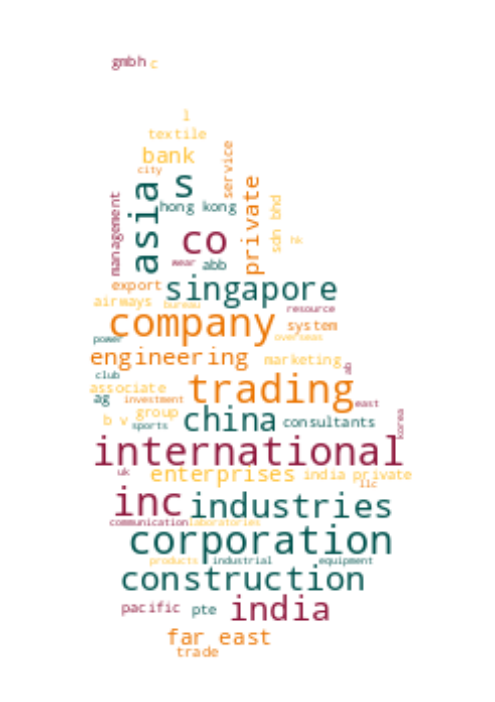 gmbh c
l
textile
bank
city
service
s
asia
hong kong
private
sdn bhd
management
co
hk
wear abb
export singapore
airways bureau resource
company system
power overseas
engineering marketing
club ab
associate trading
ag investment east
b v group china consultants
sports korea
international
uk enterprises india private
llc
inc industries
communication laboratories
corporation
products industrial equipment
construction
pacific pte india
far east
trade